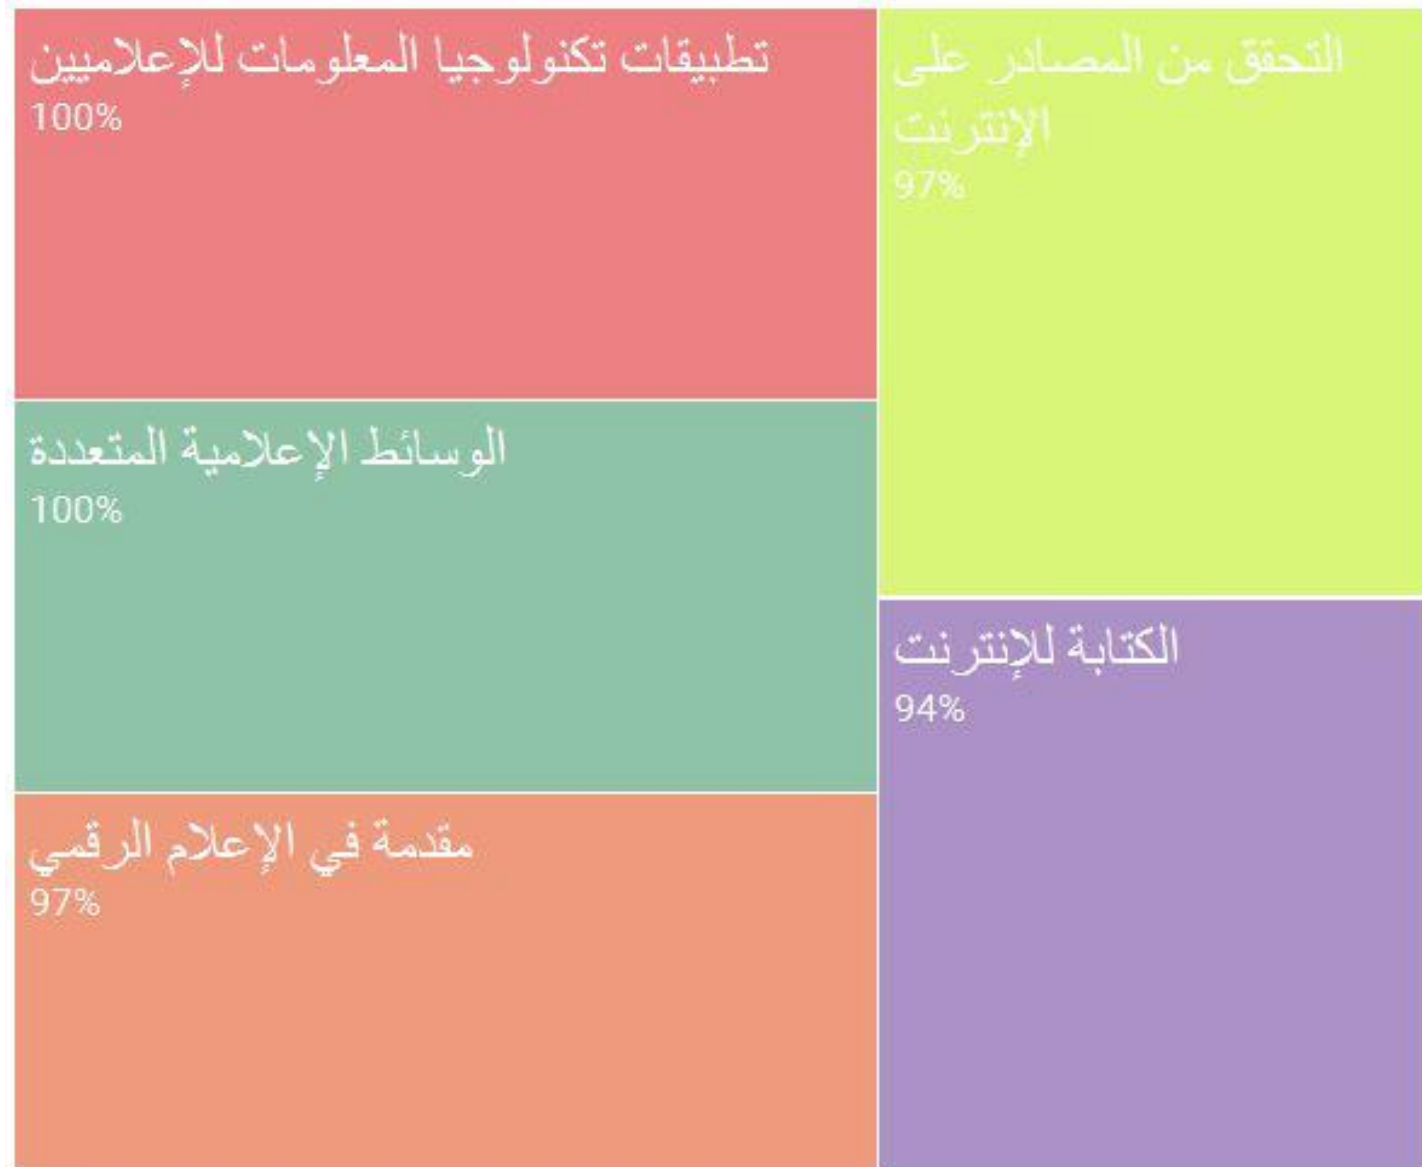 تطبيقات تكنولوجيا المعلومات للإعلاميين
100%
الوسائط الإعلامية المتعددة
100%
مقدمة في الإعلام الرقمي
97%
التحقق من المصادر على
الإنترنت
97%
الكتابة للإنترنت
94%